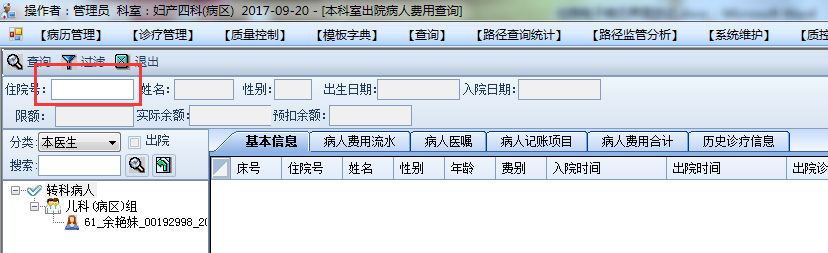 操作者：管理员 科室：妇产四科(病区) 2017-09-20 - [本科室出院病人费用查询]
【病历管理】 【诊疗管理】 【质量控制】 【模板字典】 【查询】 【路径查询统计】 【路径监管分析】 【系统维护】 【质控
查询 过滤 退出
住院号: 姓名: 性别: 出生日期: 入院日期:
限额: 实际余额: 预扣余额:
分类: 本医生 出院
搜索:
基本信息 病人费用流水 病人医嘱 病人记账项目 病人费用合计 历史诊疗信息
床号 住院号 姓名 性别 年龄 费别 入院时间 出院时间 出院诊
转科病人
儿科(病区)组
61_余艳妹_00192998_20